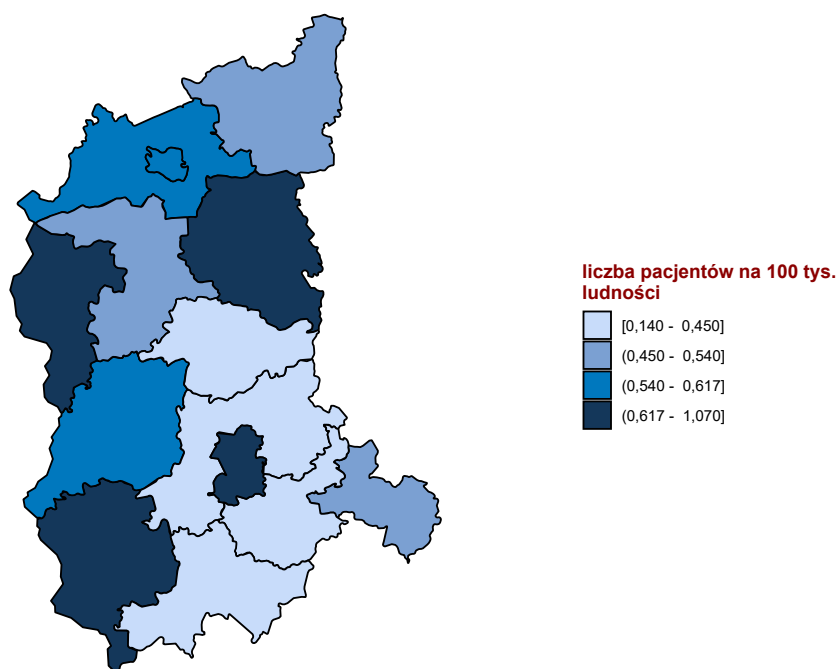 liczba pacjentów na 100 tys.
ludności
[0,140 - 0,450]
(0,450 - 0,540]
(0,540 - 0,617]
(0,617 - 1,070]